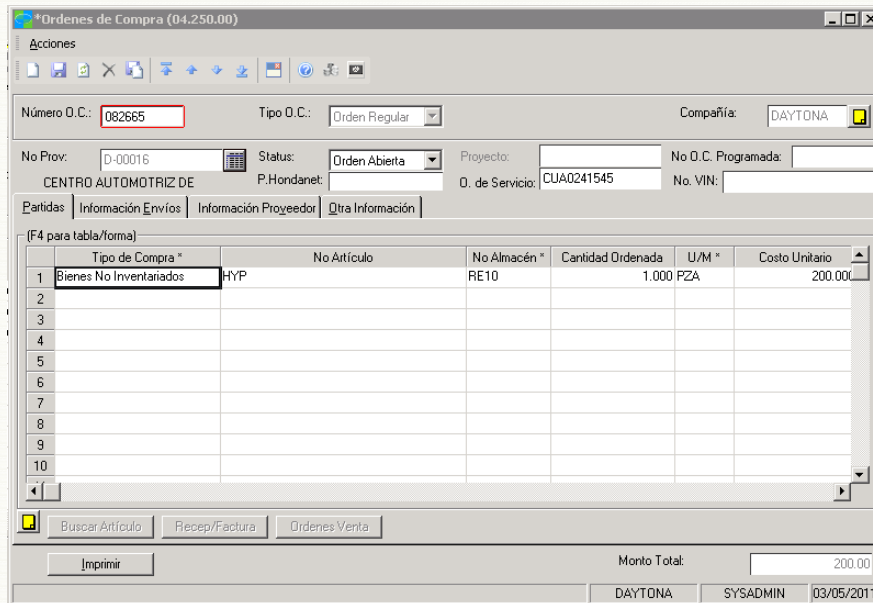 *Ordenes de Compra (04.250.00)
Acciones
Número O.C.: 082665 Tipo O.C.: Orden Regular Compañía: DAYTONA
No Prov: D-00016 Status: Orden Abierta Proyecto: No O.C. Programada:
CENTRO AUTOMOTRIZ DE P.Hondanet: O. de Servicio: CUA0241545 No. VIN:
Partidas Información Envíos Información Proveedor Otra Información
(F4 para tabla/forma)
Tipo de Compra * No Artículo No Almacén * Cantidad Ordenada U/M * Costo Unitario
1 Bienes No Inventariados HYP RE10 1.000 PZA 200.000
2
3
4
5
6
7
8
9
10
Buscar Artículo Recep/Factura Ordenes Venta
Imprimir Monto Total: 200.00
DAYTONA SYSADMIN 03/05/2011